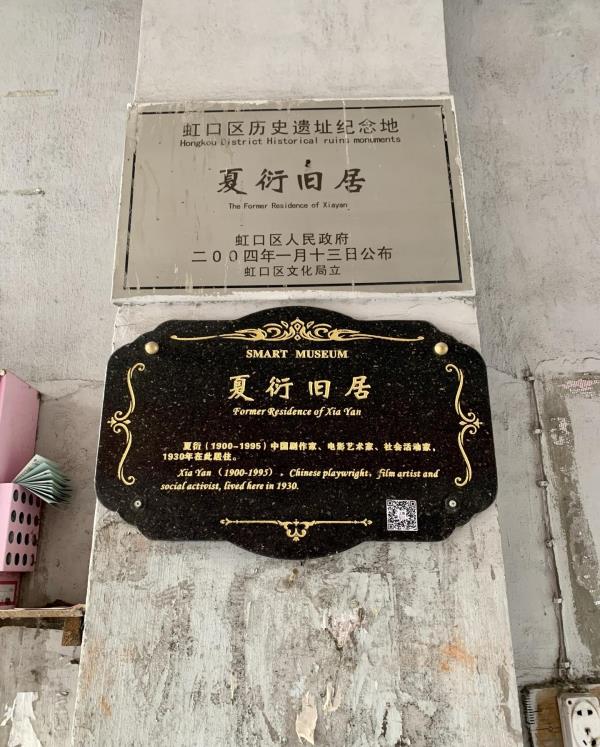 虹口区历史遗址纪念地
Hongkou District Historical ruins monuments
夏衍旧居
The Former Residence of Xiayan
虹口区人民政府
二00四年一月十三日公布
虹口区文化局立
SMART MUSEUM
夏衍旧居
Former Residence of Xia Yan
夏衍（1900-1995）中国剧作家、电影艺术家、社会活动家，
1930年在此居住。
Xia Yan （1900-1995），Chinese playwright, film artist and
social activist, lived here in 1930.